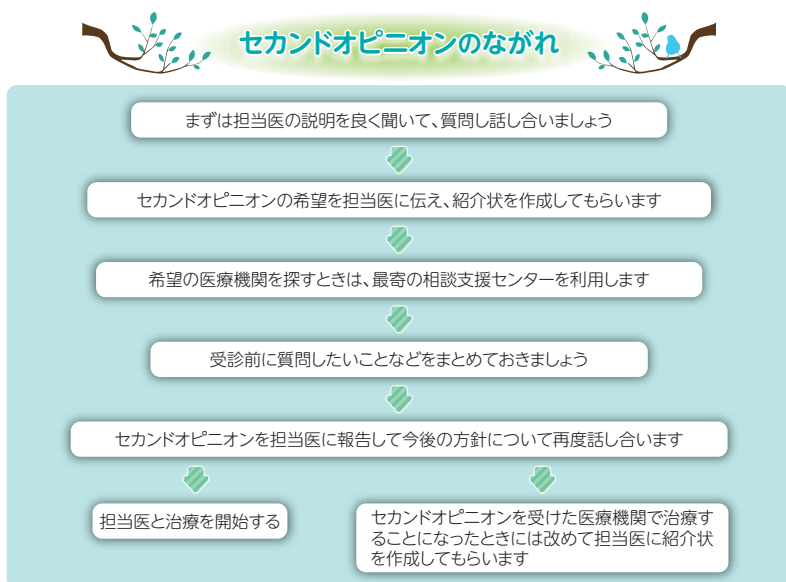 セカンドオピニオンのながれ
まずは担当医の説明を良く聞いて、質問し話し合いましょう
セカンドオピニオンの希望を担当医に伝え、紹介状を作成してもらいます
希望の医療機関を探すときは、最寄の相談支援センターを利用します
受診前に質問したいことなどをまとめておきましょう
セカンドオピニオンを担当医に報告して今後の方針について再度話し合います
担当医と治療を開始する
セカンドオピニオンを受けた医療機関で治療す
ることになったときには改めて担当医に紹介状
を作成してもらいます